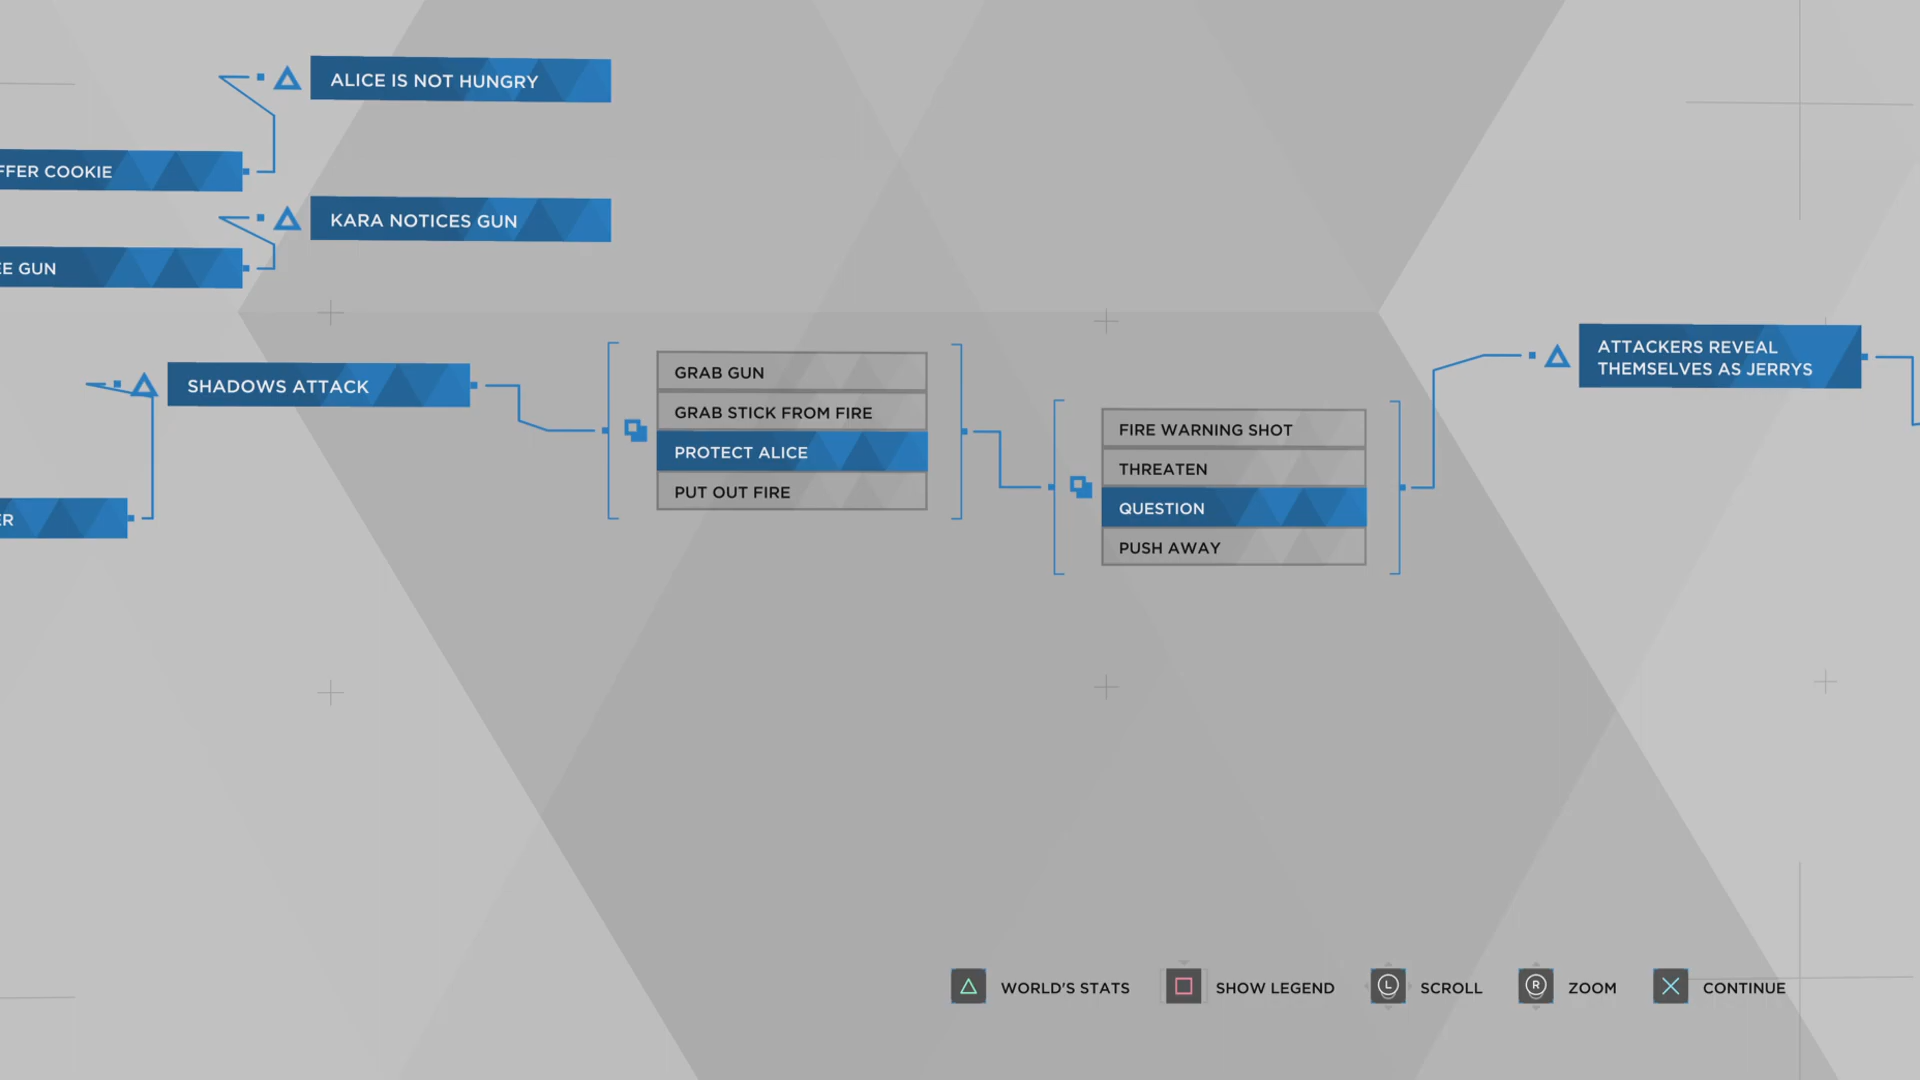 ALICE IS NOT HUNGRY
FFER COOKIE
KARA NOTICES GUN
EE GUN
SHADOWS ATTACK
ER
GRAB GUN
GRAB STICK FROM FIRE
PROTECT ALICE
PUT OUT FIRE
FIRE WARNING SHOT
THREATEN
QUESTION
PUSH AWAY
ATTACKERS REVEAL
THEMSELVES AS JERRYS
WORLD'S STATS
SHOW LEGEND
L SCROLL
R ZOOM
CONTINUE